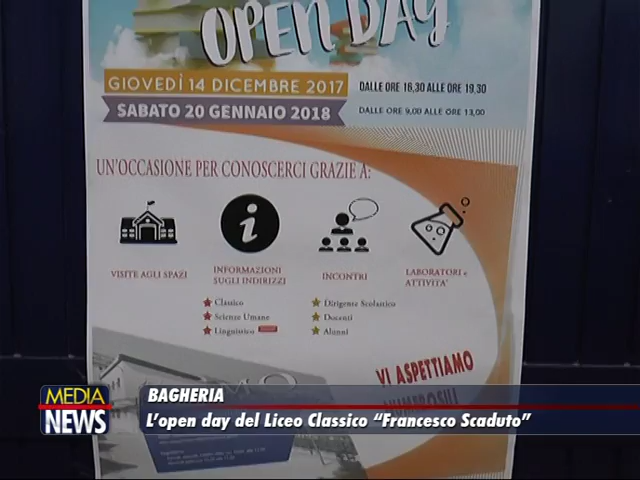 OPEN DAY
GIOVEDÌ 14 DICEMBRE 2017 DALLE ORE 16,30 ALLE ORE 19,30
SABATO 20 GENNAIO 2018 DALLE ORE 9,00 ALLE ORE 13,00
UN'OCCASIONE PER CONOSCERCI GRAZIE A:
VISITE AGLI SPAZI
INFORMAZIONI
SUGLI INDIRIZZI
Classico
Scienze Umane
Linguistico
INCONTRI
Dirigente Scolastico
Docenti
Alunni
LABORATORI e
ATTIVITA'
VI ASPETTIAMO
NUMEROSI!
MEDIA
NEWS
BAGHERIA
L'open day del Liceo Classico “Francesco Scaduto”